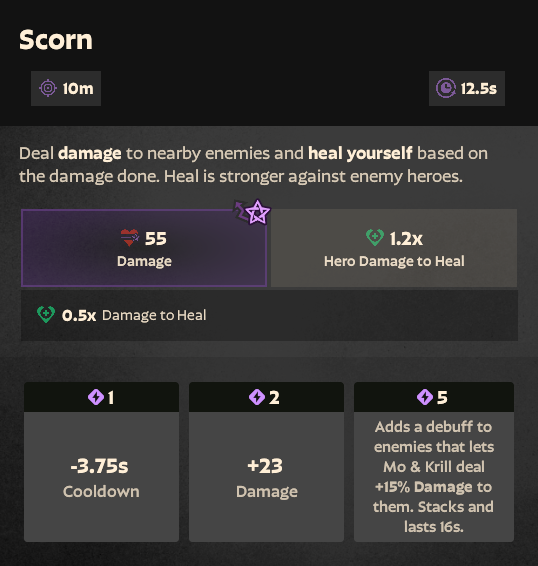 Scorn
10m
12.5s
Deal damage to nearby enemies and heal yourself based on
the damage done. Heal is stronger against enemy heroes.
55
Damage
1.2x
Hero Damage to Heal
0.5x Damage to Heal
1
-3.75s
Cooldown
2
+23
Damage
5
Adds a debuff to
enemies that lets
Mo & Krill deal
+15% Damage to
them. Stacks and
lasts 16s.